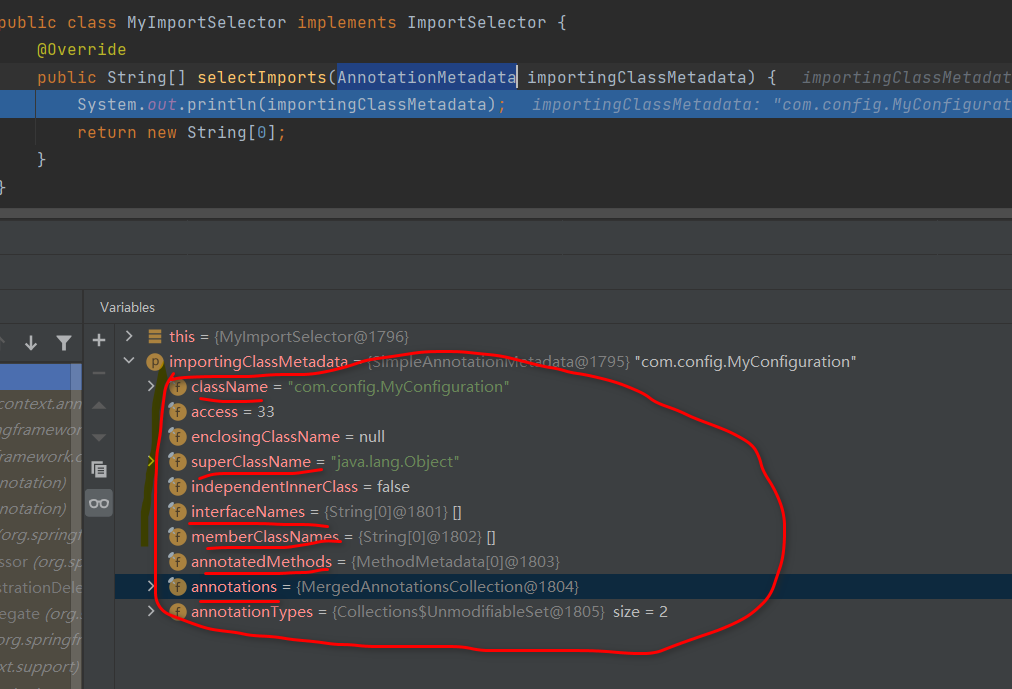 public class MyImportSelector implements ImportSelector {
@Override
public String[] selectImports(AnnotationMetadata importingClassMetadata) { importingClassMetadat
System.out.println(importingClassMetadata); importingClassMetadata: "com.config.MyConfigurat
return new String[0];
}
}
Variables
this = {MyImportSelector@1796}
importingClassMetadata = {SimpleAnnotationMetadata@1795} "com.config.MyConfiguration"
className = "com.config.MyConfiguration"
context.ann
access = 33
ngframewor
enclosingClassName = null
framework.c
superClassName = "java.lang.Object"
notation)
independentInnerClass = false
notation)
interfaceNames = {String[0]@1801} []
(org.springf
memberClassNames = {String[0]@1802} []
ssor (org.sp
annotatedMethods = {MethodMetadata[0]@1803}
strationDele
annotations = {MergedAnnotationsCollection@1804}
egate (org.
annotationTypes = {Collections$UnmodifiableSet@1805} size = 2
org.springfr
xt.support)